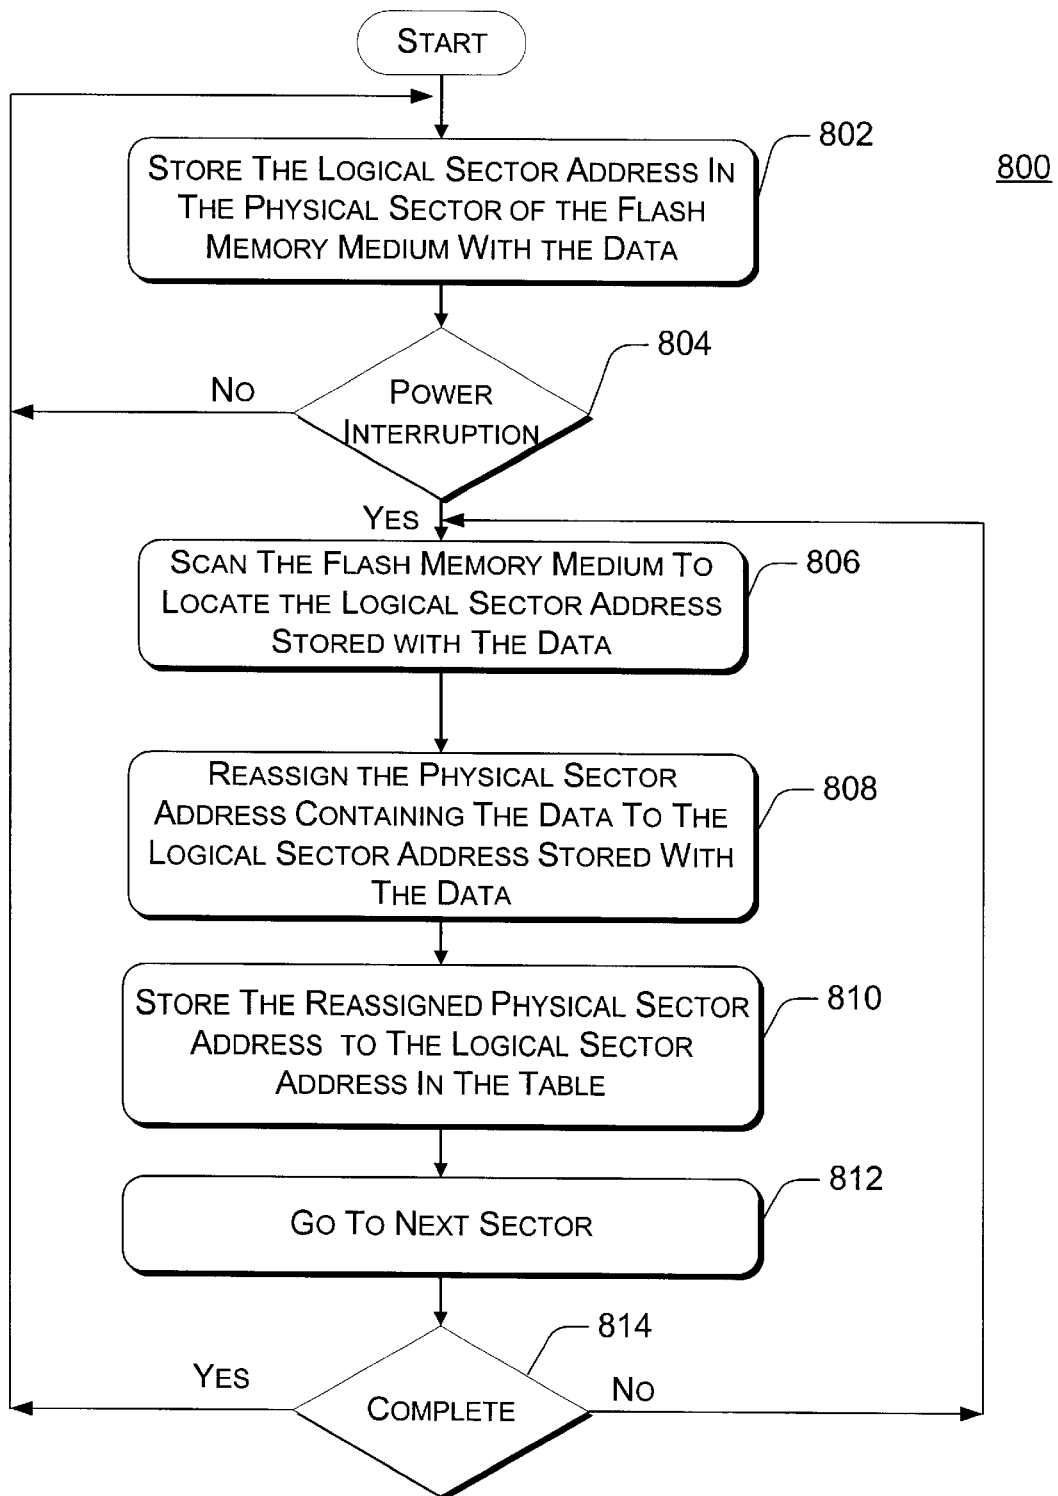 START
802
800
STORE THE LOGICAL SECTOR ADDRESS IN
THE PHYSICAL SECTOR OF THE FLASH
MEMORY MEDIUM WITH THE DATA
804
NO
POWER
INTERRUPTION
YES
806
SCAN THE FLASH MEMORY MEDIUM TO
LOCATE THE LOGICAL SECTOR ADDRESS
STORED WITH THE DATA
808
REASSIGN THE PHYSICAL SECTOR
ADDRESS CONTAINING THE DATA TO THE
LOGICAL SECTOR ADDRESS STORED WITH
THE DATA
810
STORE THE REASSIGNED PHYSICAL SECTOR
ADDRESS TO THE LOGICAL SECTOR
ADDRESS IN THE TABLE
812
GO TO NEXT SECTOR
814
YES
NO
COMPLETE